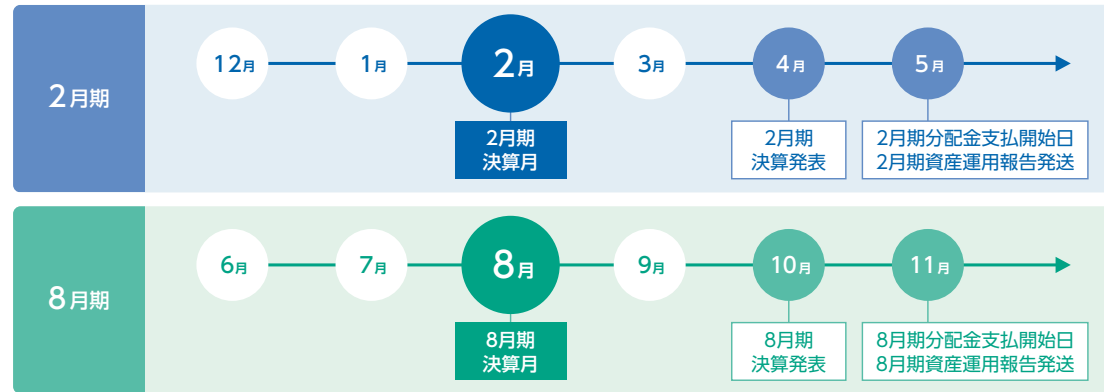 2月期
12月
1月
2月
3月
4月
5月
2月期
決算月
2月期
決算発表
2月期分配金支払開始日
2月期資産運用報告発送
8月期
6月
7月
8月
9月
10月
11月
8月期
決算月
8月期
決算発表
8月期分配金支払開始日
8月期資産運用報告発送